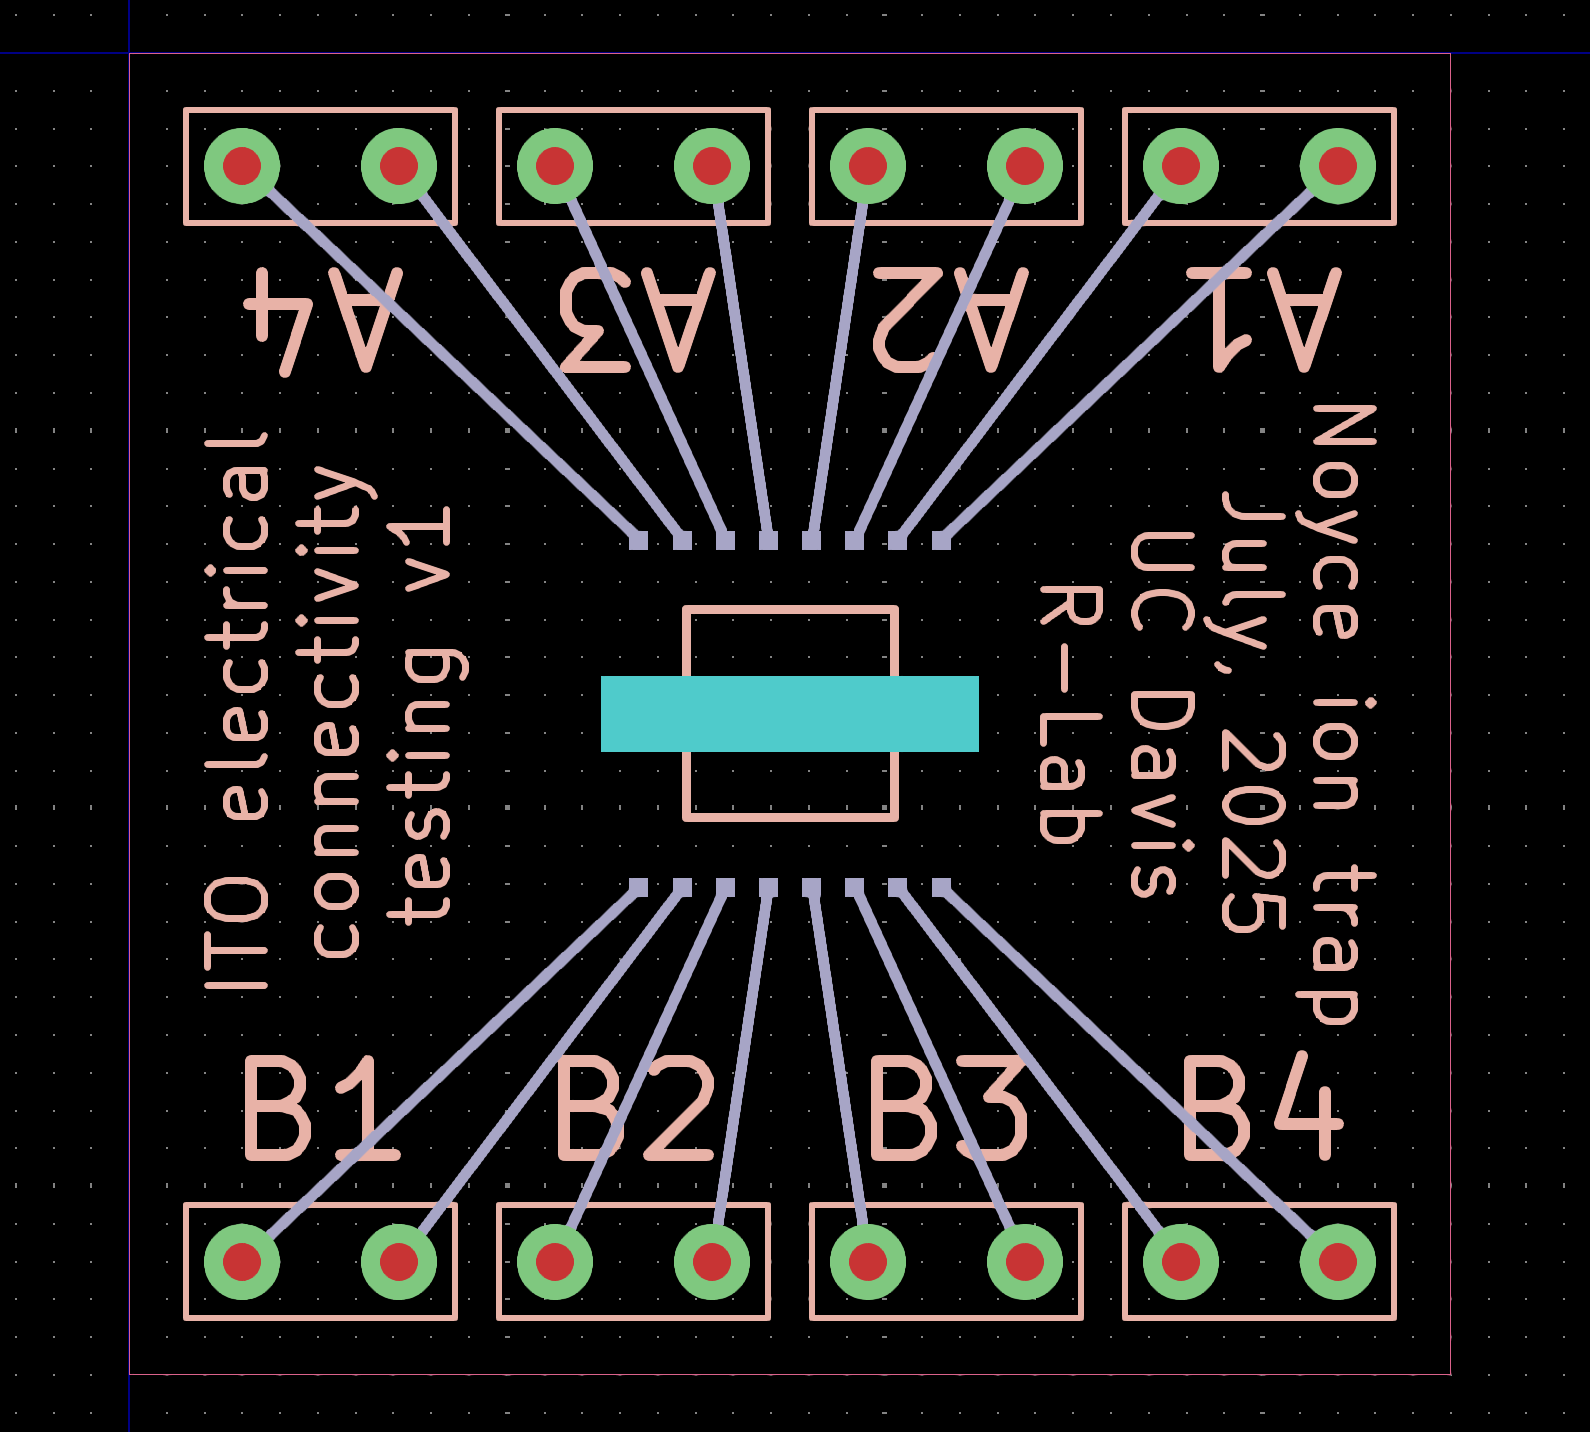 A4
A3
A2
A1
ITO electrical
connectivity
testing v1
Noyce ion trap
July, 2025
UC Davis
R-Lab
B1
B2
B3
B4